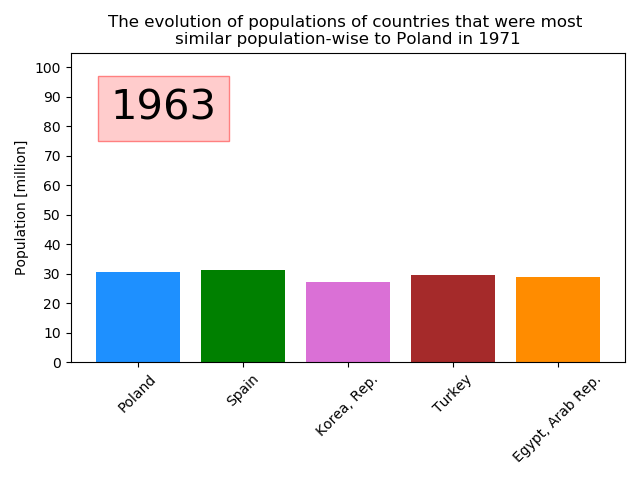 The evolution of populations of countries that were most
similar population-wise to Poland in 1971
1963
Population [million]
100
90
80
70
60
50
40
30
20
10
0
Poland
Spain
Korea, Rep.
Turkey
Egypt, Arab Rep.